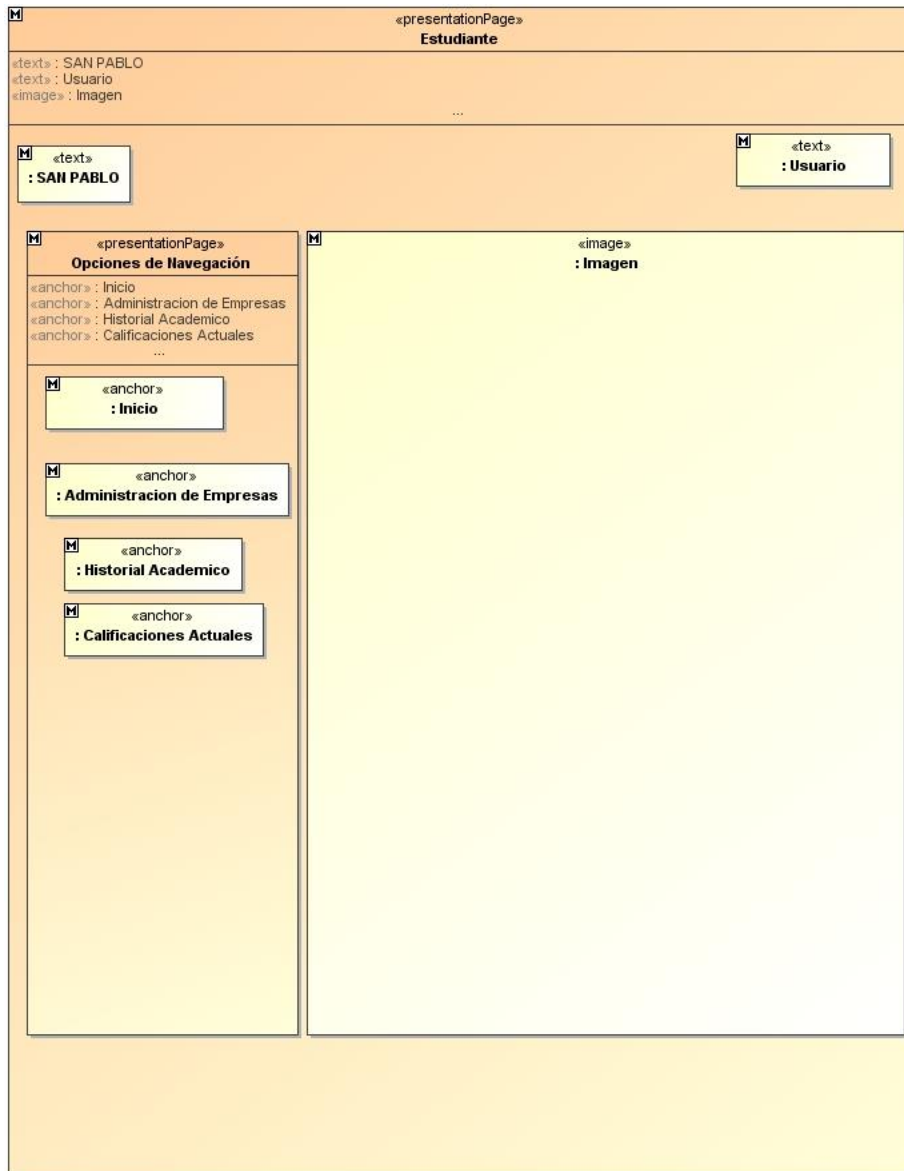 «presentationPage»
Estudiante
«text» : SAN PABLO
«text» : Usuario
«image» : Imagen
...
«text»
: SAN PABLO
«text»
: Usuario
«presentationPage»
Opciones de Navegación
«anchor» : Inicio
«anchor» : Administracion de Empresas
«anchor» : Historial Academico
«anchor» : Calificaciones Actuales
...
«anchor»
: Inicio
«anchor»
: Administracion de Empresas
«anchor»
: Historial Academico
«anchor»
: Calificaciones Actuales
«image»
: Imagen